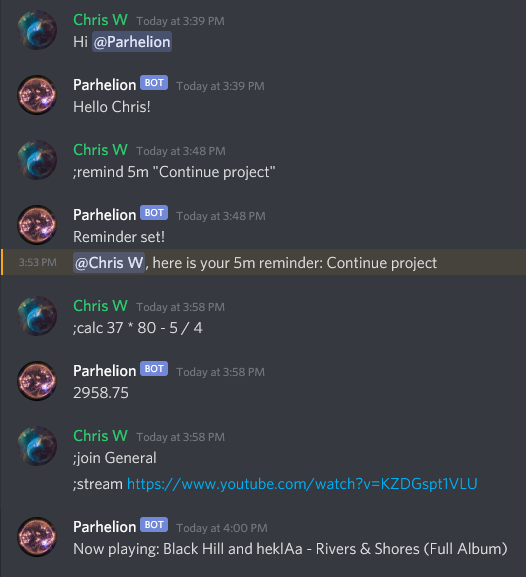 Chris W Today at 3:39 PM
Hi @Parhelion
Parhelion BOT Today at 3:39 PM
Hello Chris!
Chris W Today at 3:48 PM
;remind 5m "Continue project"
Parhelion BOT Today at 3:48 PM
Reminder set!
3:53 PM @Chris W, here is your 5m reminder: Continue project
Chris W Today at 3:58 PM
;calc 37 * 80 - 5 / 4
Parhelion BOT Today at 3:58 PM
2958.75
Chris W Today at 3:58 PM
;join General
;stream https://www.youtube.com/watch?v=KZDGspt1VLU
Parhelion BOT Today at 4:00 PM
Now playing: Black Hill and heklAa - Rivers & Shores (Full Album)